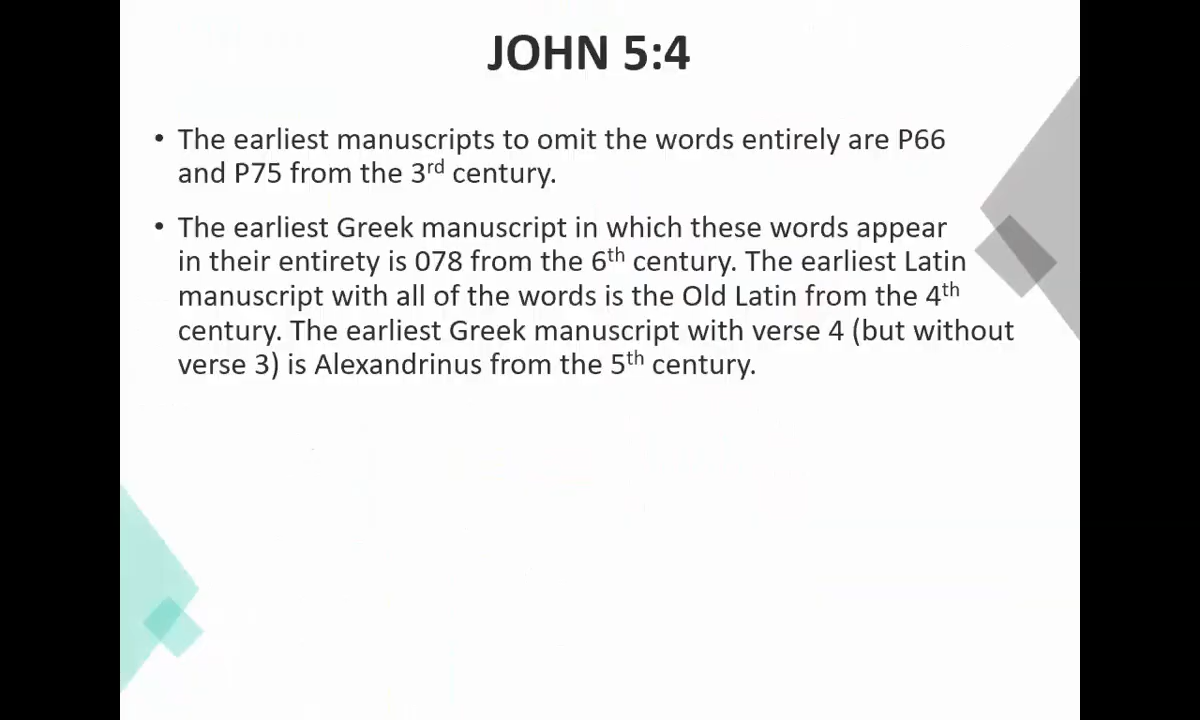 JOHN 5:4
• The earliest manuscripts to omit the words entirely are P66
and P75 from the 3rd century.
• The earliest Greek manuscript in which these words appear
in their entirety is 078 from the 6th century. The earliest Latin
manuscript with all of the words is the Old Latin from the 4th
century. The earliest Greek manuscript with verse 4 (but without
verse 3) is Alexandrinus from the 5th century.